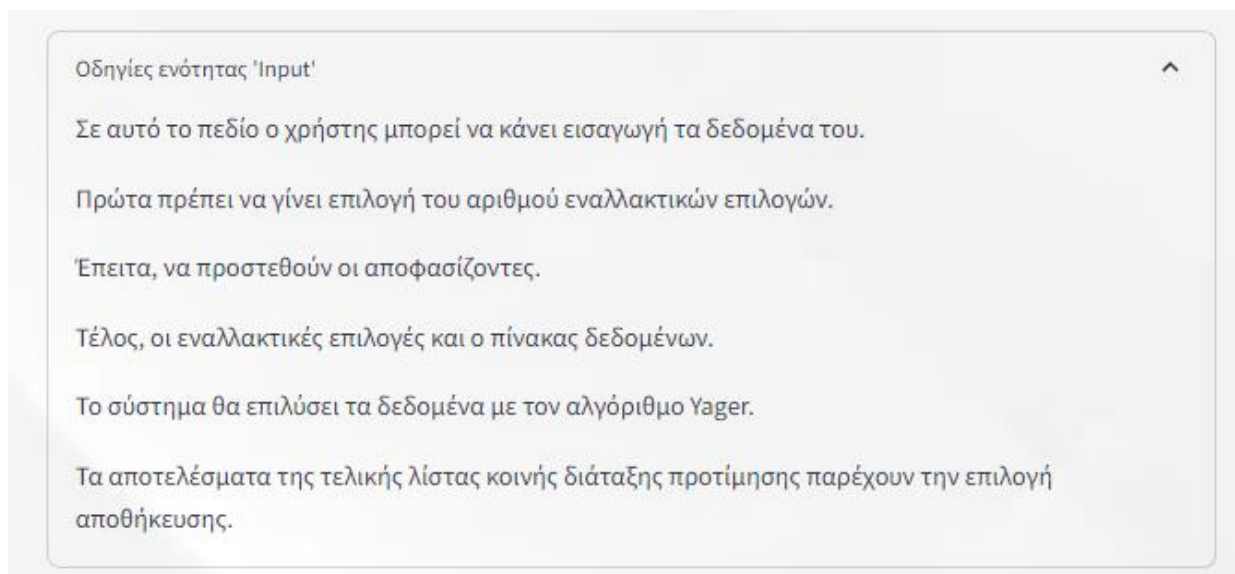 Οδηγίες ενότητας 'Input'
Σε αυτό το πεδίο ο χρήστης μπορεί να κάνει εισαγωγή τα δεδομένα του.
Πρώτα πρέπει να γίνει επιλογή του αριθμού εναλλακτικών επιλογών.
Έπειτα, να προστεθούν οι αποφασίζοντες.
Τέλος, οι εναλλακτικές επιλογές και ο πίνακας δεδομένων.
Το σύστημα θα επιλύσει τα δεδομένα με τον αλγόριθμο Yager.
Τα αποτελέσματα της τελικής λίστας κοινής διάταξης προτίμησης παρέχουν την επιλογή
αποθήκευσης.